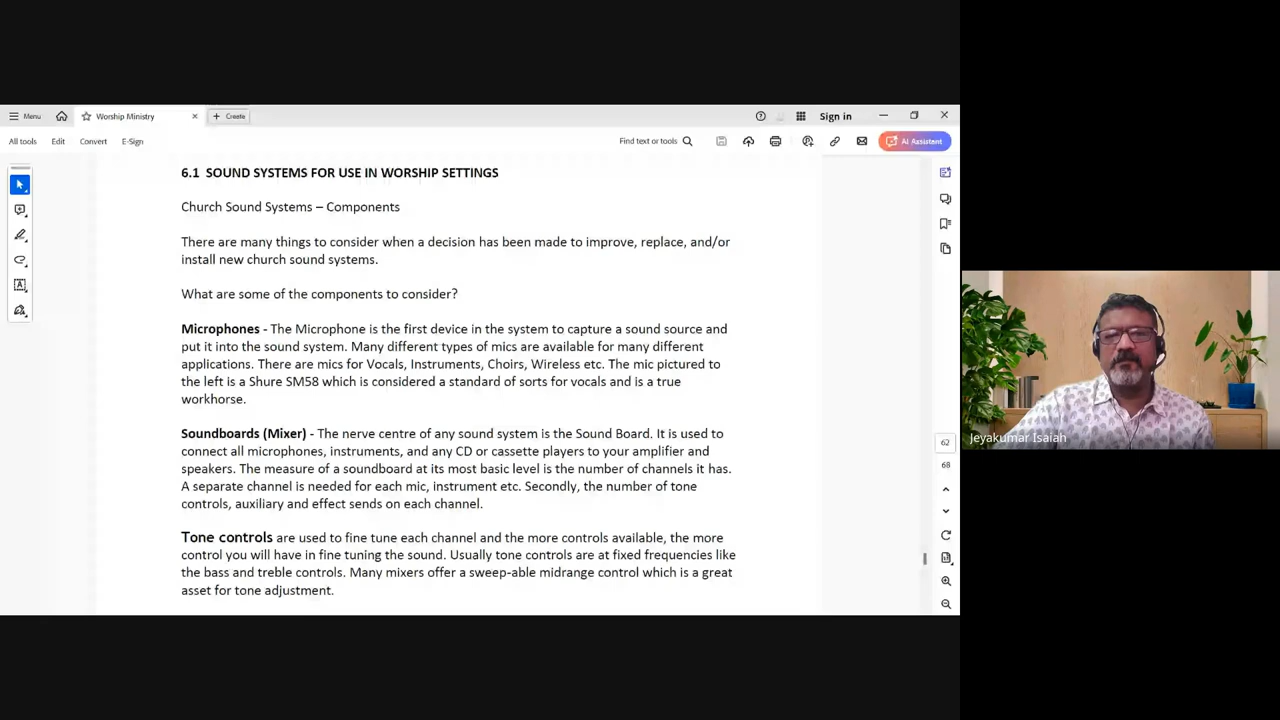 Menu
Worship Ministry
Create
Sign in
All tools
Edit
Convert
E-Sign
Find text or tools
AI Assistant
6.1 SOUND SYSTEMS FOR USE IN WORSHIP SETTINGS
Church Sound Systems – Components
There are many things to consider when a decision has been made to improve, replace, and/or
install new church sound systems.
What are some of the components to consider?
Microphones - The Microphone is the first device in the system to capture a sound source and
put it into the sound system. Many different types of mics are available for many different
applications. There are mics for Vocals, Instruments, Choirs, Wireless etc. The mic pictured to
the left is a Shure SM58 which is considered a standard of sorts for vocals and is a true
workhorse.
Soundboards (Mixer) - The nerve centre of any sound system is the Sound Board. It is used to
connect all microphones, instruments, and any CD or cassette players to your amplifier and
speakers. The measure of a soundboard at its most basic level is the number of channels it has.
A separate channel is needed for each mic, instrument etc. Secondly, the number of tone
controls, auxiliary and effect sends on each channel.
Tone controls are used to fine tune each channel and the more controls available, the more
control you will have in fine tuning the sound. Usually tone controls are at fixed frequencies like
the bass and treble controls. Many mixers offer a sweep-able midrange control which is a great
asset for tone adjustment.
62
68
Jeyakumar Isaiah